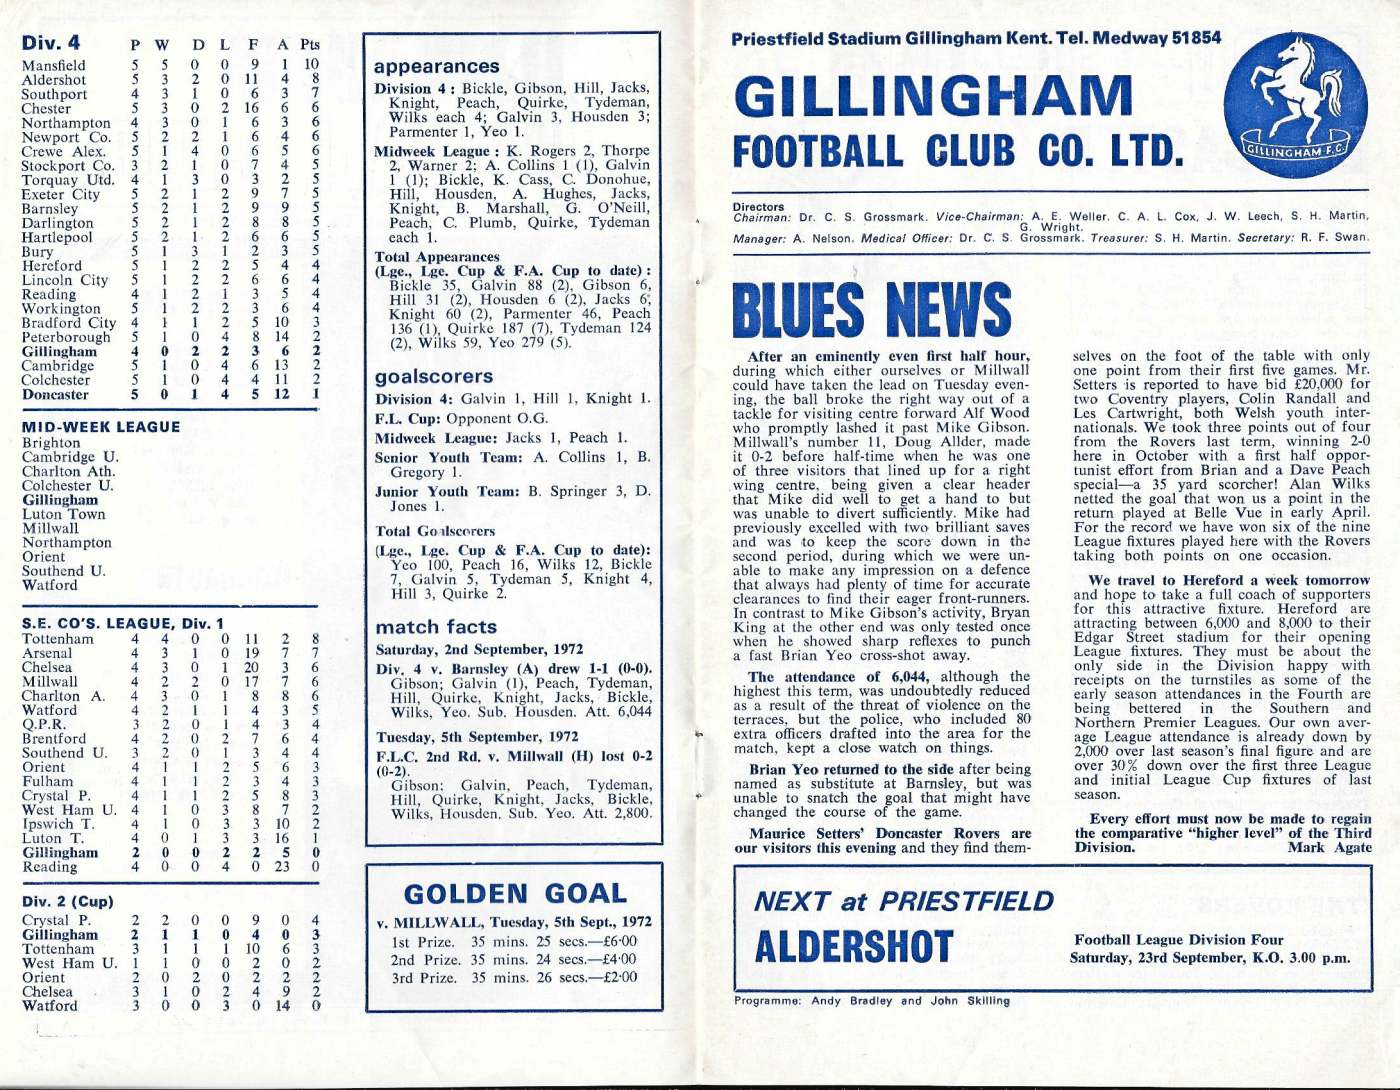 Div. 4 P W D L F A Pts
Mansfield 5 5 0 0 9 1 10
Aldershot 5 3 2 0 11 4 8
Southport 4 3 1 0 6 3 7
Chester 5 3 0 2 16 6 6
Northampton 4 3 0 1 6 3 6
Newport Co. 5 2 2 1 6 4 6
Crewe Alex. 5 1 4 0 6 5 6
Stockport Co. 3 2 1 0 7 4 5
Torquay Utd. 4 1 3 0 3 2 5
Exeter City 5 2 1 2 9 7 5
Barnsley 5 2 1 2 9 9 5
Darlington 5 2 1 2 8 8 5
Hartlepool 5 2 1 2 6 6 5
Bury 5 1 3 1 2 3 5
Hereford 5 1 2 2 5 4 4
Lincoln City 5 1 2 2 6 6 4
Reading 4 1 2 1 3 5 4
Workington 5 1 2 2 3 6 4
Bradford City 4 1 1 2 5 10 3
Peterborough 5 1 0 4 8 14 2
Gillingham 4 0 2 2 3 6 2
Cambridge 5 1 0 4 6 13 2
Colchester 5 1 0 4 4 11 2
Doncaster 5 0 1 4 5 12 1
MID-WEEK LEAGUE
Brighton
Cambridge U.
Charlton Ath.
Colchester U.
Gillingham
Luton Town
Millwall
Northampton
Orient
Southend U.
Watford
S.E. CO'S. LEAGUE, Div. 1
Tottenham 4 4 0 0 11 2 8
Arsenal 4 3 1 0 19 7 7
Chelsea 4 3 0 1 20 3 6
Millwall 4 2 2 0 17 7 6
Charlton A. 4 3 0 1 8 8 6
Watford 4 2 1 1 4 3 5
Q.P.R. 3 2 0 1 4 3 4
Brentford 4 2 0 2 7 6 4
Southend U. 3 2 0 1 3 4 4
Orient 4 1 1 2 5 6 3
Fulham 4 1 1 2 3 4 3
Crystal P. 4 1 1 2 5 8 3
West Ham U. 4 1 0 3 8 7 2
Ipswich T. 4 1 0 3 3 10 2
Luton T. 4 0 1 3 3 16 1
Gillingham 2 0 0 2 2 5 0
Reading 4 0 0 4 0 23 0
Div. 2 (Cup)
Crystal P. 2 2 0 0 9 0 4
Gillingham 2 1 1 0 4 0 3
Tottenham 3 1 1 1 10 6 3
West Ham U. 1 1 0 0 2 0 2
Orient 2 0 2 0 2 2 2
Chelsea 3 1 0 2 4 9 2
Watford 3 0 0 3 0 14 0
appearances
Division 4 : Bickle, Gibson, Hill, Jacks,
Knight, Peach, Quirke, Tydeman,
Wilks each 4; Galvin 3, Housden 3;
Parmenter 1, Yeo 1.
Midweek League : K. Rogers 2, Thorpe
2, Warner 2; A. Collins 1 (1), Galvin
1 (1); Bickle, K. Cass, C. Donohue,
Hill, Housden, A. Hughes, Jacks,
Knight, B. Marshall, G. O'Neill,
Peach, C. Plumb, Quirke, Tydeman
each 1.
Total Appearances
(Lge., Lge. Cup & F.A. Cup to date) :
Bickle 35, Galvin 88 (2), Gibson 6,
Hill 31 (2), Housden 6 (2), Jacks 6,
Knight 60 (2), Parmenter 46, Peach
136 (1), Quirke 187 (7), Tydeman 124
(2), Wilks 59, Yeo 279 (5).
goalscorers
Division 4: Galvin 1, Hill 1, Knight 1.
F.L. Cup: Opponent O.G.
Midweek League: Jacks 1, Peach 1.
Senior Youth Team: A. Collins 1, B.
Gregory 1.
Junior Youth Team: B. Springer 3, D.
Jones 1.
Total Goalscorers
(Lge., Lge. Cup & F.A. Cup to date):
Yeo 100, Peach 16, Wilks 12, Bickle
7, Galvin 5, Tydeman 5, Knight 4,
Hill 3, Quirke 2.
match facts
Saturday, 2nd September, 1972
Div. 4 v. Barnsley (A) drew 1-1 (0-0).
Gibson; Galvin (1), Peach, Tydeman,
Hill, Quirke, Knight, Jacks, Bickle,
Wilks, Yeo. Sub. Housden. Att. 6,044
Tuesday, 5th September, 1972
F.L.C. 2nd Rd. v. Millwall (H) lost 0-2
(0-2).
Gibson: Galvin, Peach, Tydeman,
Hill, Quirke, Knight, Jacks, Bickle,
Wilks, Housden. Sub. Yeo. Att. 2,800.
GOLDEN GOAL
v. MILLWALL, Tuesday, 5th Sept., 1972
1st Prize. 35 mins. 25 secs.—£6·00
2nd Prize. 35 mins. 24 secs.—£4·00
3rd Prize. 35 mins. 26 secs.—£2·00
Priestfield Stadium Gillingham Kent. Tel. Medway 51854
GILLINGHAM
FOOTBALL CLUB CO. LTD.
GILLINGHAM F.C.
Directors
Chairman: Dr. C. S. Grossmark. Vice-Chairman: A. E. Weller. C. A. L. Cox, J. W. Leech, S. H. Martin,
G. Wright.
Manager: A. Nelson. Medical Officer: Dr. C. S. Grossmark. Treasurer: S. H. Martin. Secretary: R. F. Swan.
BLUES NEWS
After an eminently even first half hour,
during which either ourselves or Millwall
could have taken the lead on Tuesday even-
ing, the ball broke the right way out of a
tackle for visiting centre forward Alf Wood
who promptly lashed it past Mike Gibson.
Millwall's number 11, Doug Allder, made
it 0-2 before half-time when he was one
of three visitors that lined up for a right
wing centre, being given a clear header
that Mike did well to get a hand to but
was unable to divert sufficiently. Mike had
previously excelled with two brilliant saves
and was to keep the score down in the
second period, during which we were un-
able to make any impression on a defence
that always had plenty of time for accurate
clearances to find their eager front-runners.
In contrast to Mike Gibson's activity, Bryan
King at the other end was only tested once
when he showed sharp reflexes to punch
a fast Brian Yeo cross-shot away.
The attendance of 6,044, although the
highest this term, was undoubtedly reduced
as a result of the threat of violence on the
terraces, but the police, who included 80
extra officers drafted into the area for the
match, kept a close watch on things.
Brian Yeo returned to the side after being
named as substitute at Barnsley, but was
unable to snatch the goal that might have
changed the course of the game.
Maurice Setters' Doncaster Rovers are
our visitors this evening and they find them-
selves on the foot of the table with only
one point from their first five games. Mr.
Setters is reported to have bid £20,000 for
two Coventry players, Colin Randall and
Les Cartwright, both Welsh youth inter-
nationals. We took three points out of four
from the Rovers last term, winning 2-0
here in October with a first half oppor-
tunist effort from Brian and a Dave Peach
special—a 35 yard scorcher! Alan Wilks
netted the goal that won us a point in the
return played at Belle Vue in early April.
For the record we have won six of the nine
League fixtures played here with the Rovers
taking both points on one occasion.
We travel to Hereford a week tomorrow
and hope to take a full coach of supporters
for this attractive fixture. Hereford are
attracting between 6,000 and 8,000 to their
Edgar Street stadium for their opening
League fixtures. They must be about the
only side in the Division happy with
receipts on the turnstiles as some of the
early season attendances in the Fourth are
being bettered in the Southern and
Northern Premier Leagues. Our own aver-
age League attendance is already down by
2,000 over last season's final figure and are
over 30% down over the first three League
and initial League Cup fixtures of last
season.
Every effort must now be made to regain
the comparative "higher level" of the Third
Division. Mark Agate
NEXT at PRIESTFIELD
ALDERSHOT
Football League Division Four
Saturday, 23rd September, K.O. 3.00 p.m.
Programme: Andy Bradley and John Skilling